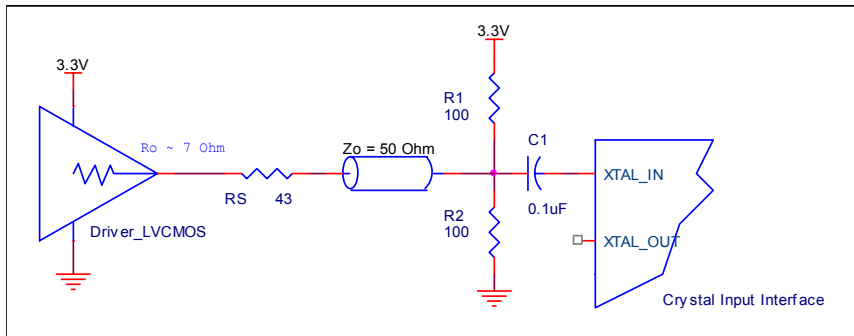 3.3V
3.3V
R1
100
Ro ~ 7 Ohm
Zo = 50 Ohm
C1
XTAL_IN
RS 43
0.1uF
R2
100
Driver_LVCMOS
XTAL_OUT
Crystal Input Interface